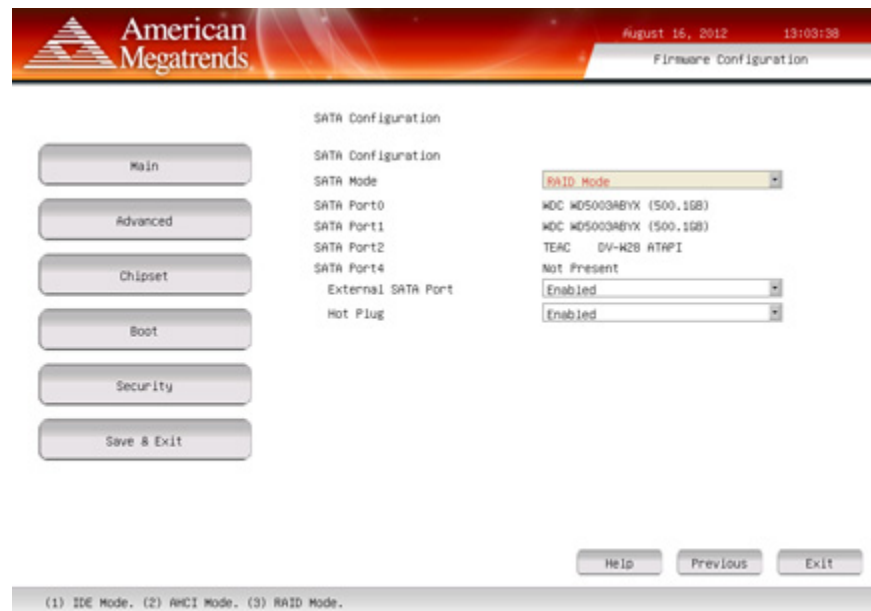 American
Megatrends
August 16, 2012 13:03:38
Firmware Configuration
SATA Configuration
Main
Advanced
Chipset
Boot
Security
Save & Exit
SATA Configuration
SATA Mode RAID Mode
SATA Port0 WDC WD5003ABYX (500.1GB)
SATA Port1 WDC WD5003ABYX (500.1GB)
SATA Port2 TEAC DV-W28 ATAPI
SATA Port4 Not Present
External SATA Port Enabled
Hot Plug Enabled
Help Previous Exit
(1) IDE Mode. (2) AHCI Mode. (3) RAID Mode.